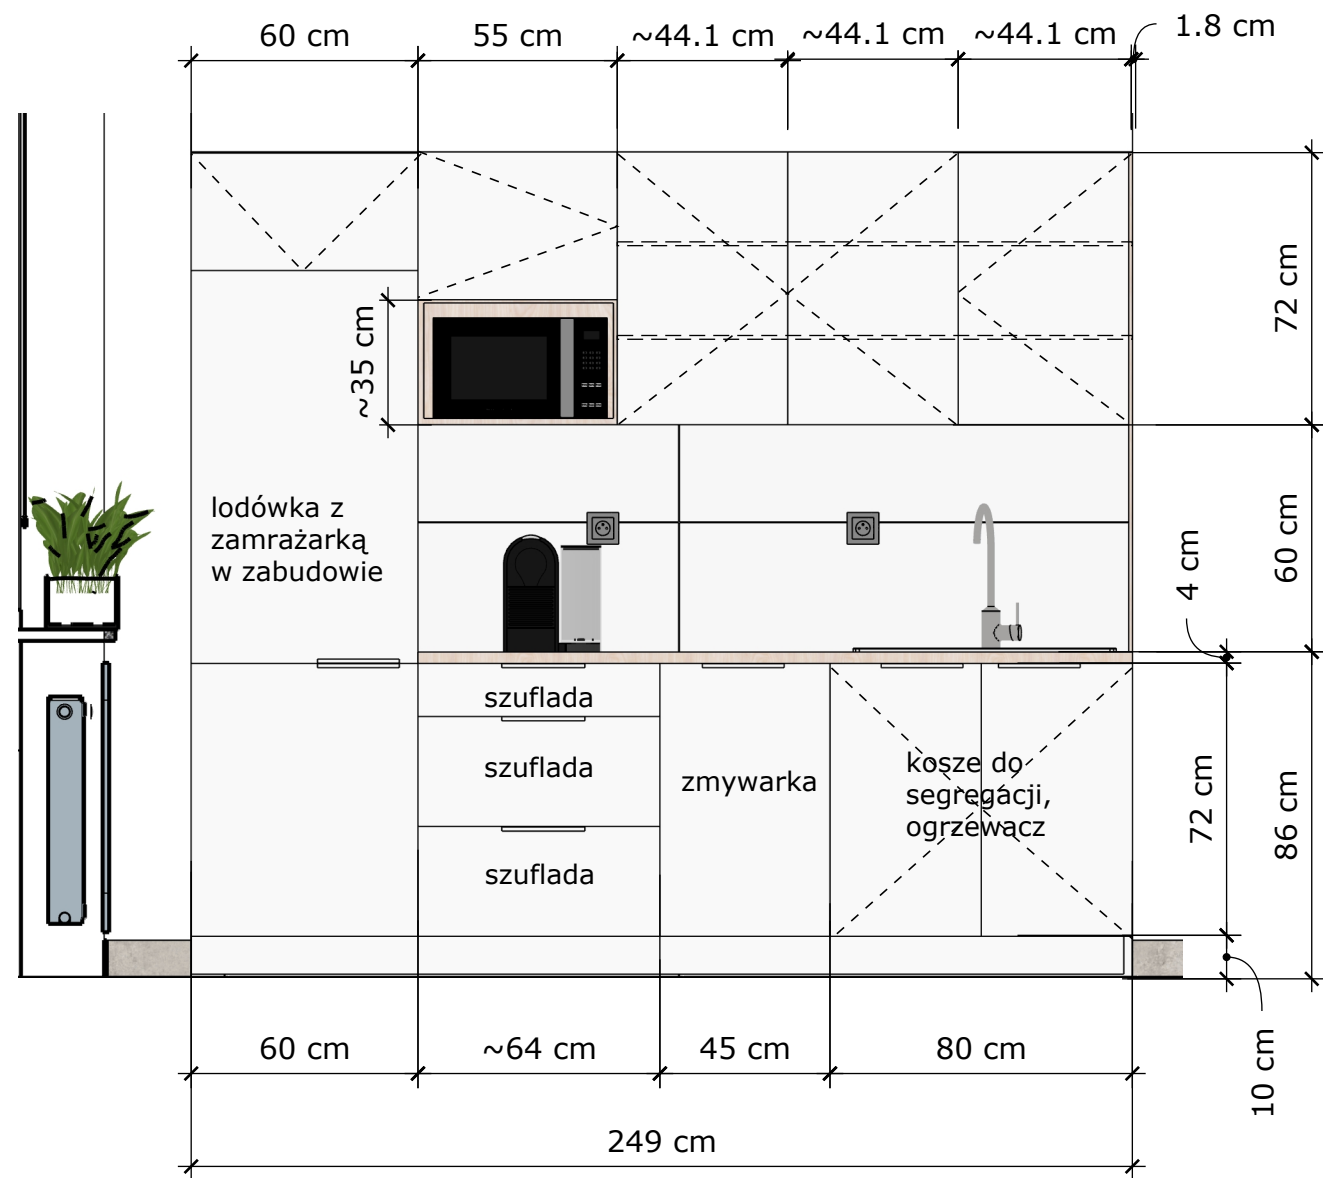 60 cm
55 cm
~44.1 cm
~44.1 cm
~44.1 cm
1.8 cm
72 cm
~35 cm
lodówka z
zamrażarką
w zabudowie
60 cm
4 cm
szuflada
szuflada
zmywarka
kosze do
segregacji,
ogrzewacz
szuflada
72 cm
86 cm
10 cm
60 cm
~64 cm
45 cm
80 cm
249 cm